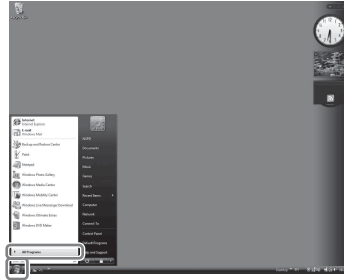 Internet
Internet Explorer
E-mail
Windows Mail
Backup and Restore Center
Paint
Notepad
Windows Photo Gallery
Windows Media Center
Windows Mobility Center
Windows Live Messenger Download
Windows Ultimate Extras
Windows DVD Maker
All Programs
Documents
Pictures
Music
Games
Search
Recent Items
Computer
Network
Connect To
Control Panel
Default Programs
Help and Support